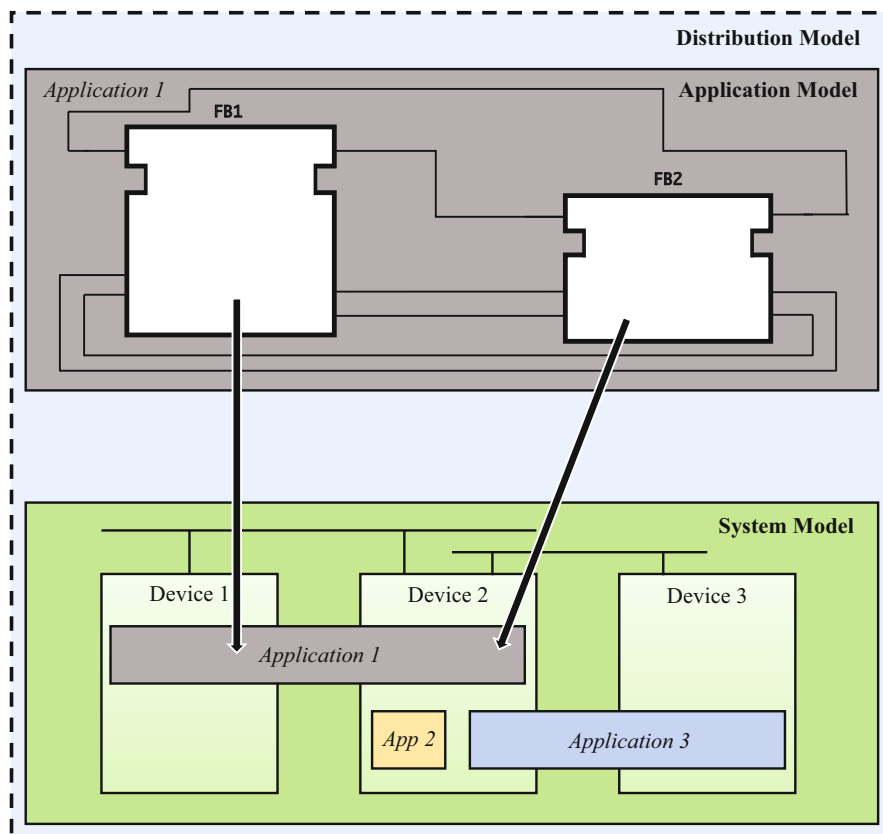 Distribution Model
Application 1
Application Model
FB1
FB2
System Model
Device 1
Device 2
Device 3
Application 1
App 2
Application 3